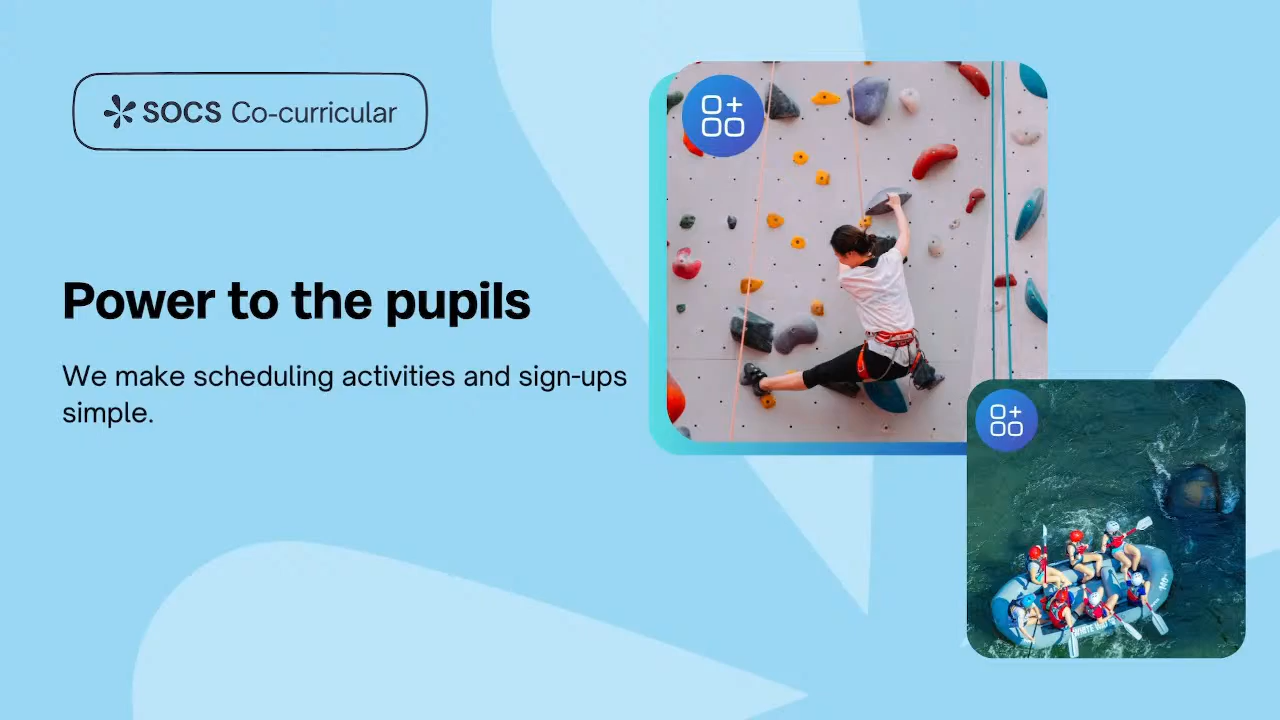 SOCS Co-curricular
Power to the pupils
We make scheduling activities and sign-ups
simple.